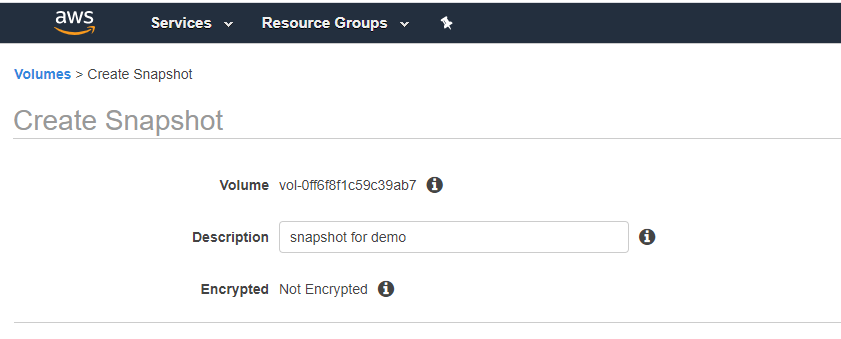 aws Services Resource Groups
Volumes > Create Snapshot
Create Snapshot
Volume vol-0ff6f8f1c59c39ab7
Description snapshot for demo
Encrypted Not Encrypted